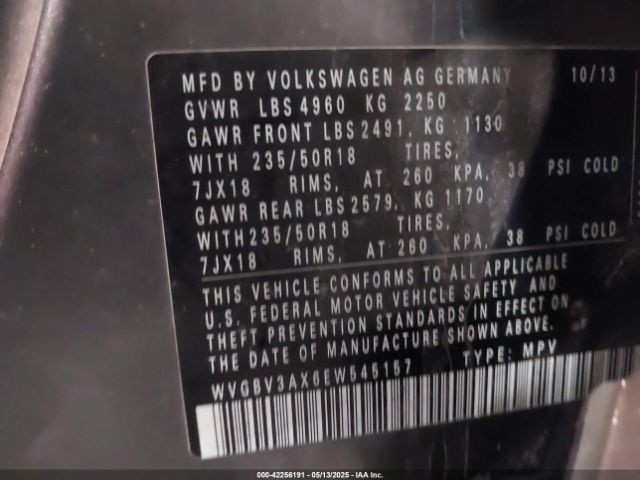 MFD BY VOLKSWAGEN AG GERMANY 10/13
GVWR LBS 4960 KG 2250
GAWR FRONT LBS 2491, KG 1130
WITH 235/50R18 TIRES,
7JX18 RIMS, AT 260 KPA, 38 PSI COLD
GAWR REAR LBS 2579, KG 1170,
WITH 235/50R18 TIRES,
7JX18 RIMS, AT 260 KPA, 38 PSI COLD
THIS VEHICLE CONFORMS TO ALL APPLICABLE
U.S. FEDERAL MOTOR VEHICLE SAFETY AND
THEFT PREVENTION STANDARDS IN EFFECT ON
THE DATE OF MANUFACTURE SHOWN ABOVE.
WVGBV3AX6EW545157 TYPE: MPV
000-42256191 - 05/13/2025 - IAA Inc.